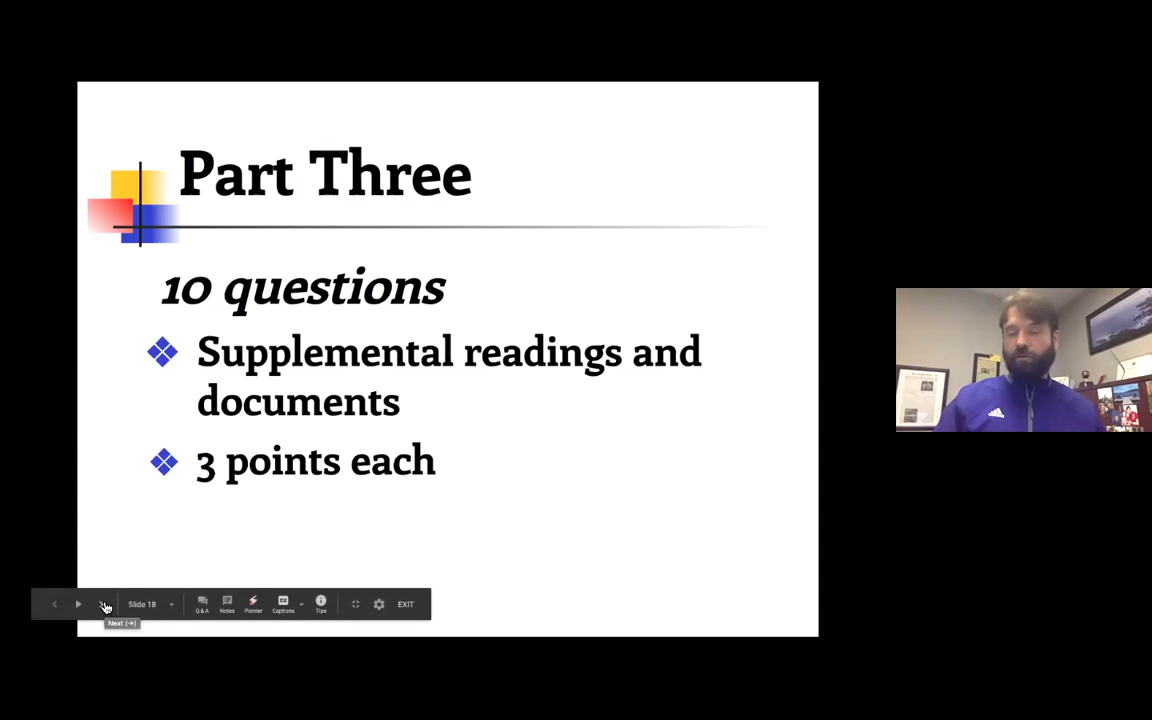 Part Three
10 questions
Supplemental readings and
documents
3 points each
Slide 18
Q&A
Notes
Pointer
Captions
Tips
EXIT
Next (→)